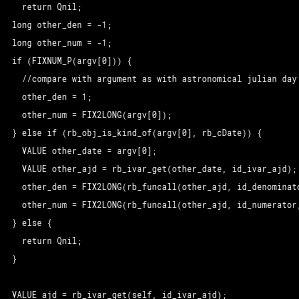 return Qnil;
long other_den = -1;
long other_num = -1;
if (FIXNUM_P(argv[0])) {
//compare with argument as with astronomical julian day
other_den = 1;
other_num = FIX2LONG(argv[0]);
} else if (rb_obj_is_kind_of(argv[0], rb_cDate)) {
VALUE other_date = argv[0];
VALUE other_ajd = rb_ivar_get(other_date, id_ivar_ajd);
other_den = FIX2LONG(rb_funcall(other_ajd, id_denominato
other_num = FIX2LONG(rb_funcall(other_ajd, id_numerator,
} else {
return Qnil;
}
VALUE ajd = rb_ivar_get(self, id_ivar_ajd);